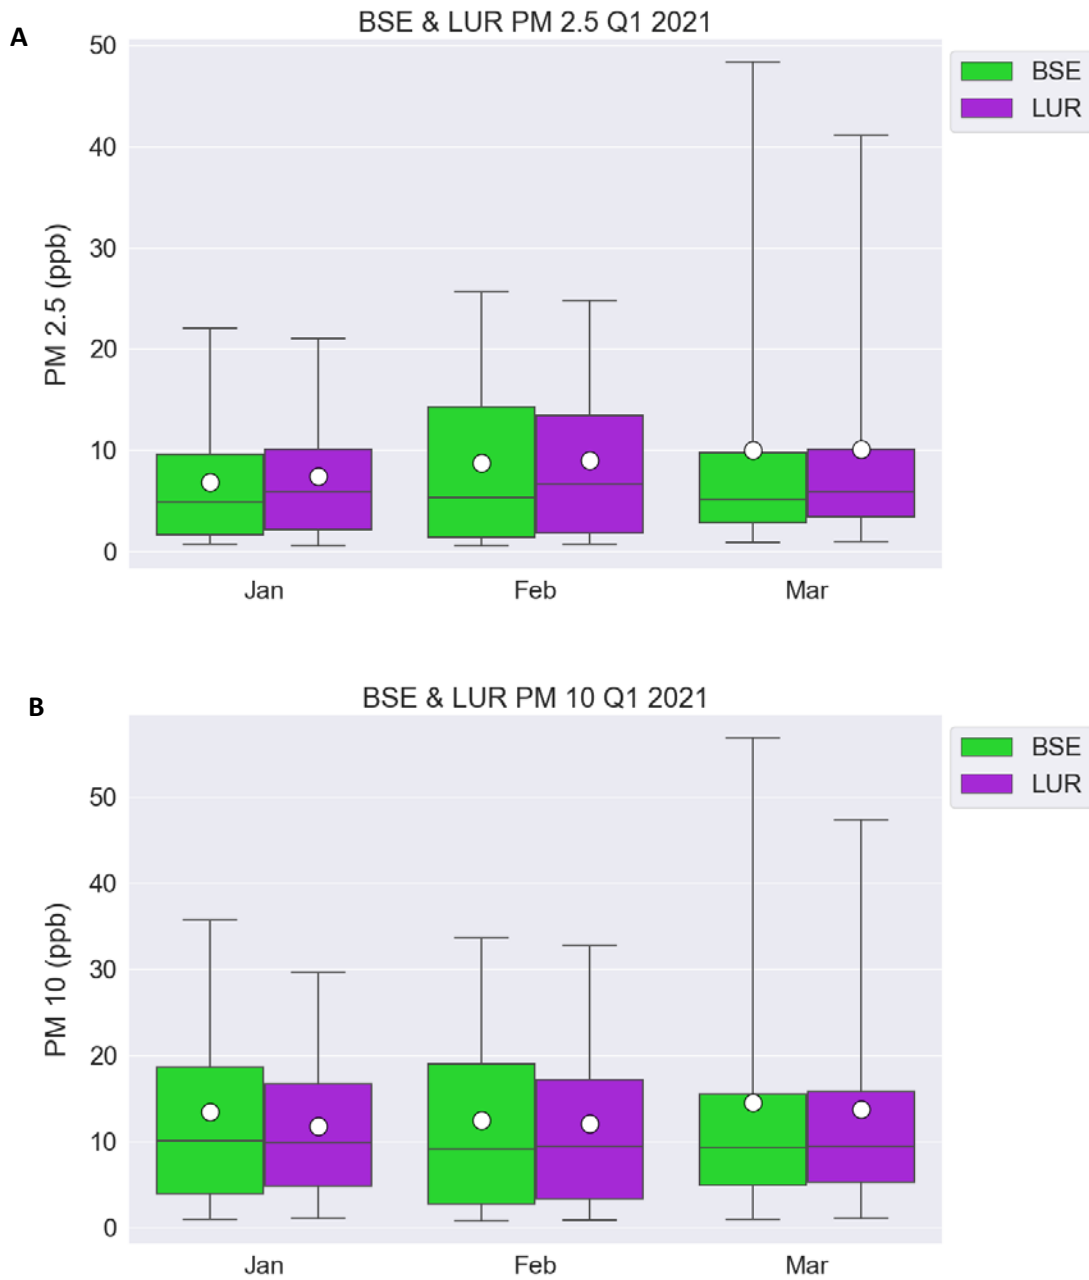 A
BSE & LUR PM 2.5 Q1 2021
50
40
30
20
10
0
PM 2.5 (ppb)
Jan Feb Mar
BSE
LUR
B
BSE & LUR PM 10 Q1 2021
50
40
30
20
10
0
PM 10 (ppb)
Jan Feb Mar
BSE
LUR